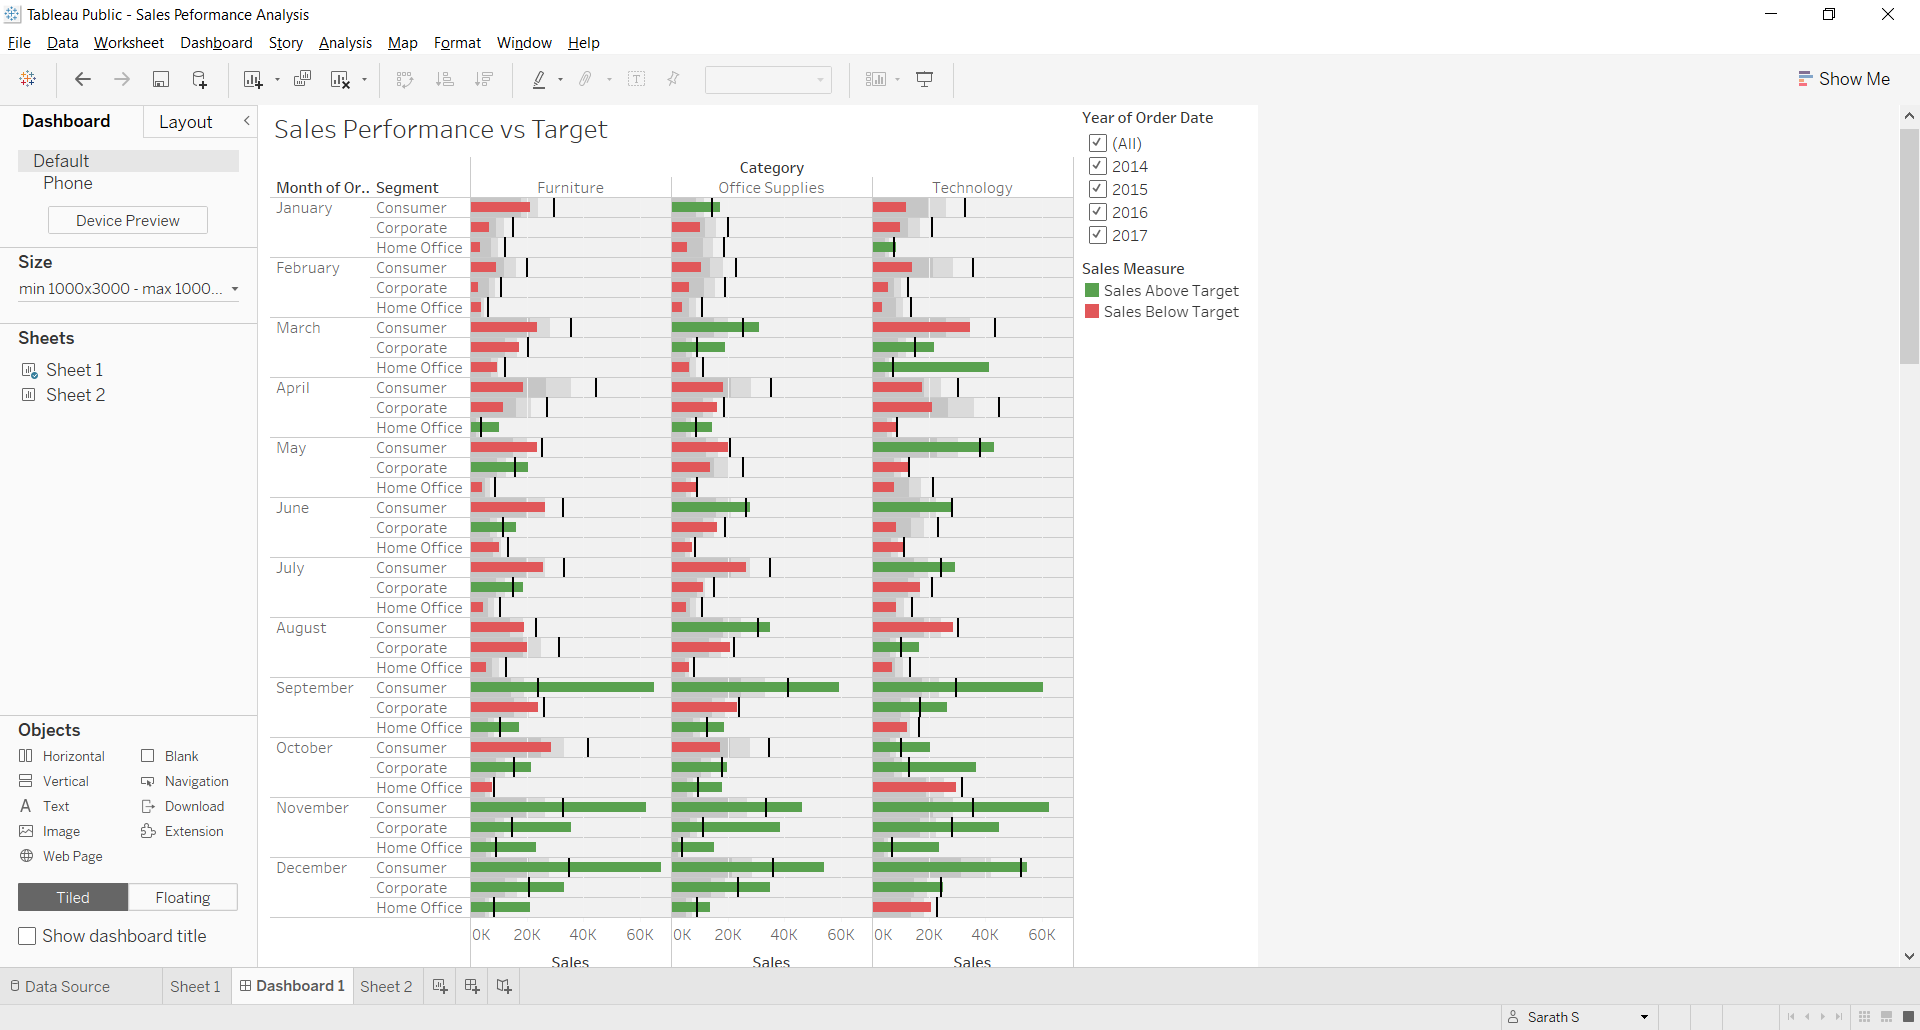 Tableau Public - Sales Peformance Analysis
File Data Worksheet Dashboard Story Analysis Map Format Window Help
Show Me
Dashboard Layout
Default
Phone
Device Preview
Size
min 1000x3000 - max 1000...
Sheets
Sheet 1
Sheet 2
Objects
Horizontal Blank
Vertical Navigation
Text Download
Image Extension
Web Page
Tiled Floating
Show dashboard title
Sales Performance vs Target
Category
Month of Or.. Segment Furniture Office Supplies Technology
January Consumer
Corporate
Home Office
February Consumer
Corporate
Home Office
March Consumer
Corporate
Home Office
April Consumer
Corporate
Home Office
May Consumer
Corporate
Home Office
June Consumer
Corporate
Home Office
July Consumer
Corporate
Home Office
August Consumer
Corporate
Home Office
September Consumer
Corporate
Home Office
October Consumer
Corporate
Home Office
November Consumer
Corporate
Home Office
December Consumer
Corporate
Home Office
0K 20K 40K 60K 0K 20K 40K 60K 0K 20K 40K 60K
Sales Sales Sales
Year of Order Date
(All)
2014
2015
2016
2017
Sales Measure
Sales Above Target
Sales Below Target
Data Source Sheet 1 Dashboard 1 Sheet 2
Sarath S